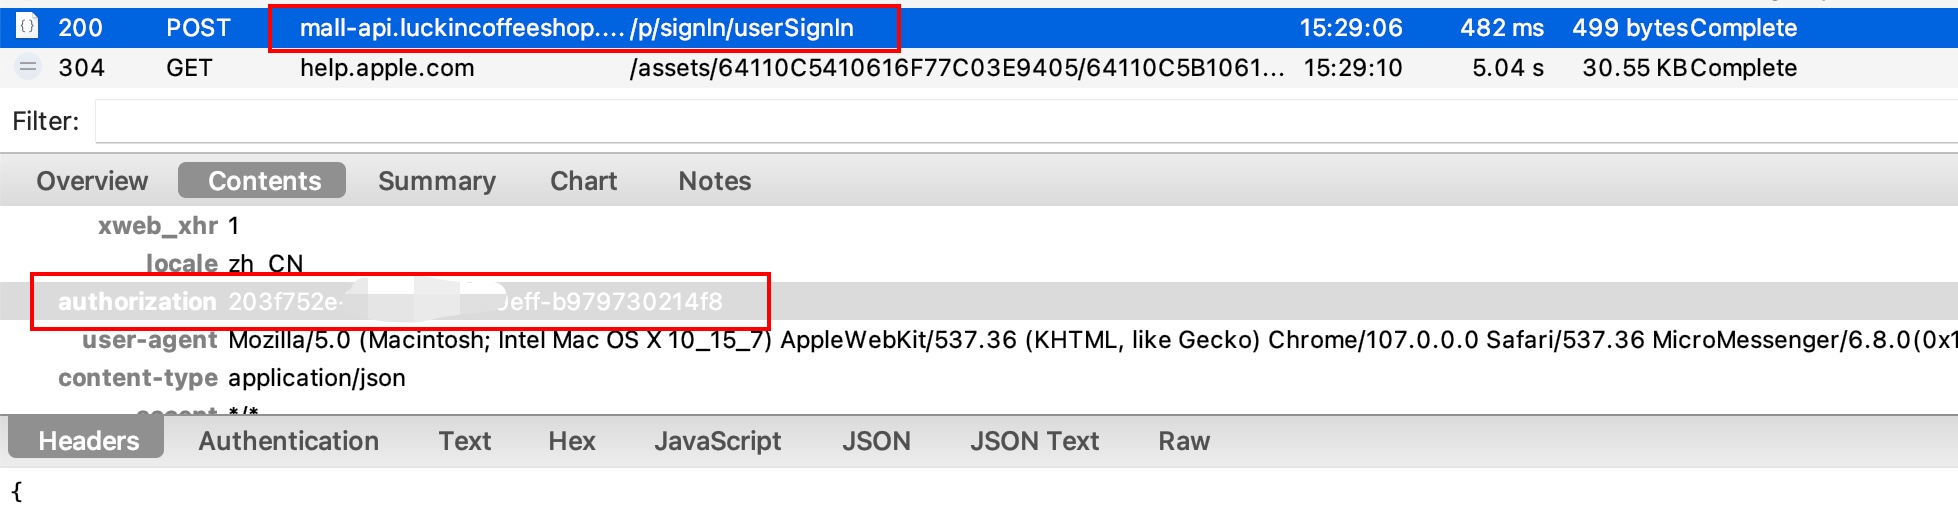 {} 200 POST mall-api.luckincoffeeshop.... /p/signIn/userSignIn 15:29:06 482 ms 499 bytes Complete
304 GET help.apple.com /assets/64110C5410616F77C03E9405/64110C5B1061... 15:29:10 5.04 s 30.55 KB Complete
Filter:
Overview Contents Summary Chart Notes
xweb_xhr 1
locale zh_CN
authorization 203f752e- eff-b979730214f8
user-agent Mozilla/5.0 (Macintosh; Intel Mac OS X 10_15_7) AppleWebKit/537.36 (KHTML, like Gecko) Chrome/107.0.0.0 Safari/537.36 MicroMessenger/6.8.0(0x1
content-type application/json
accept */*
Headers Authentication Text Hex JavaScript JSON JSON Text Raw
{